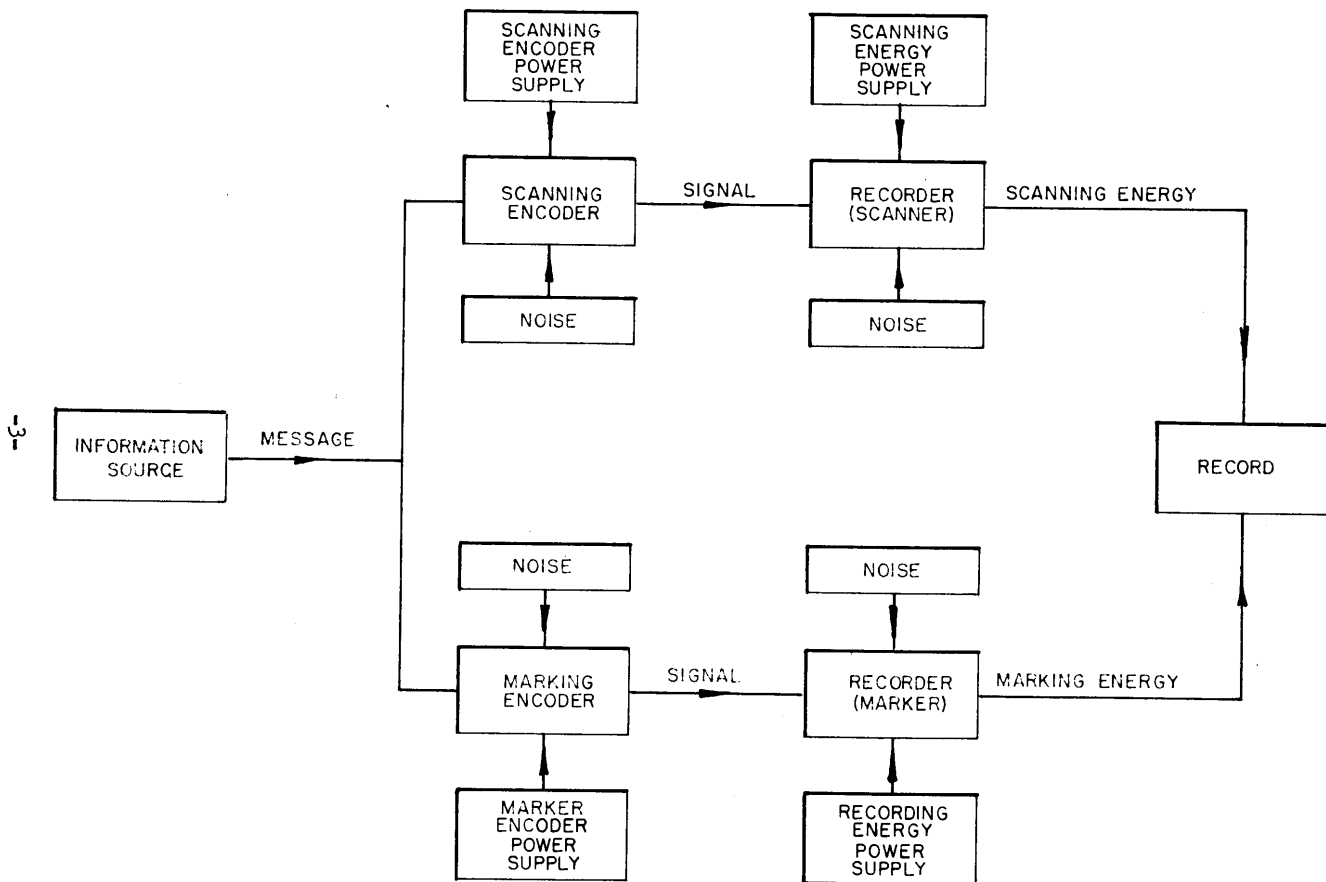 SCANNING
ENCODER
POWER
SUPPLY
SCANNING
ENERGY
POWER
SUPPLY
SCANNING
ENCODER
SIGNAL
RECORDER
(SCANNER)
SCANNING ENERGY
NOISE
NOISE
-3-
INFORMATION
SOURCE
MESSAGE
RECORD
NOISE
NOISE
MARKING
ENCODER
SIGNAL
RECORDER
(MARKER)
MARKING ENERGY
MARKER
ENCODER
POWER
SUPPLY
RECORDING
ENERGY
POWER
SUPPLY